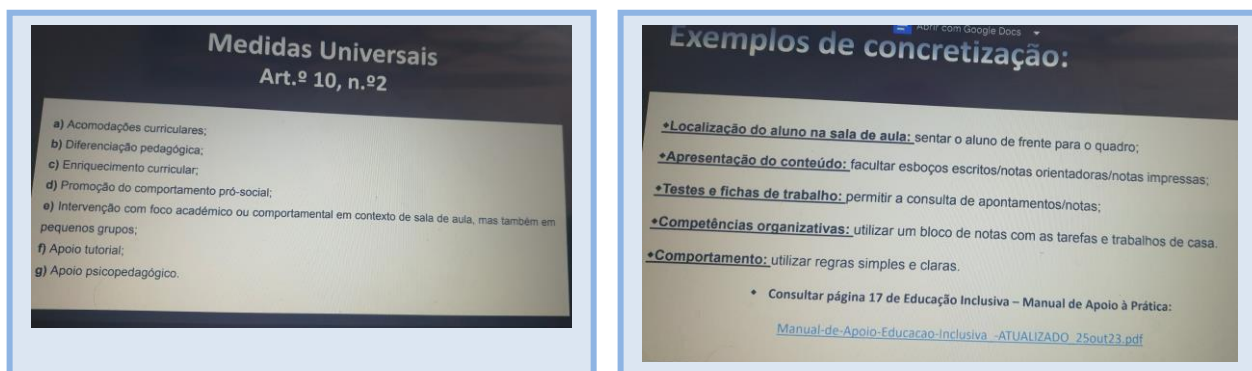 Medidas Universais
Art.º 10, n.º2
a) Acomodações curriculares;
b) Diferenciação pedagógica;
c) Enriquecimento curricular;
d) Promoção do comportamento pró-social;
e) Intervenção com foco académico ou comportamental em contexto de sala de aula, mas também em
pequenos grupos;
f) Apoio tutorial;
g) Apoio psicopedagógico.
Abrir com Google Docs
Exemplos de concretização:
Localização do aluno na sala de aula: sentar o aluno de frente para o quadro;
Apresentação do conteúdo: facultar esboços escritos/notas orientadoras/notas impressas;
Testes e fichas de trabalho: permitir a consulta de apontamentos/notas;
Competências organizativas: utilizar um bloco de notas com as tarefas e trabalhos de casa.
Comportamento: utilizar regras simples e claras.
Consultar página 17 de Educação Inclusiva – Manual de Apoio à Prática:
Manual-de-Apoio-Educacao-Inclusiva_-ATUALIZADO_25out23.pdf